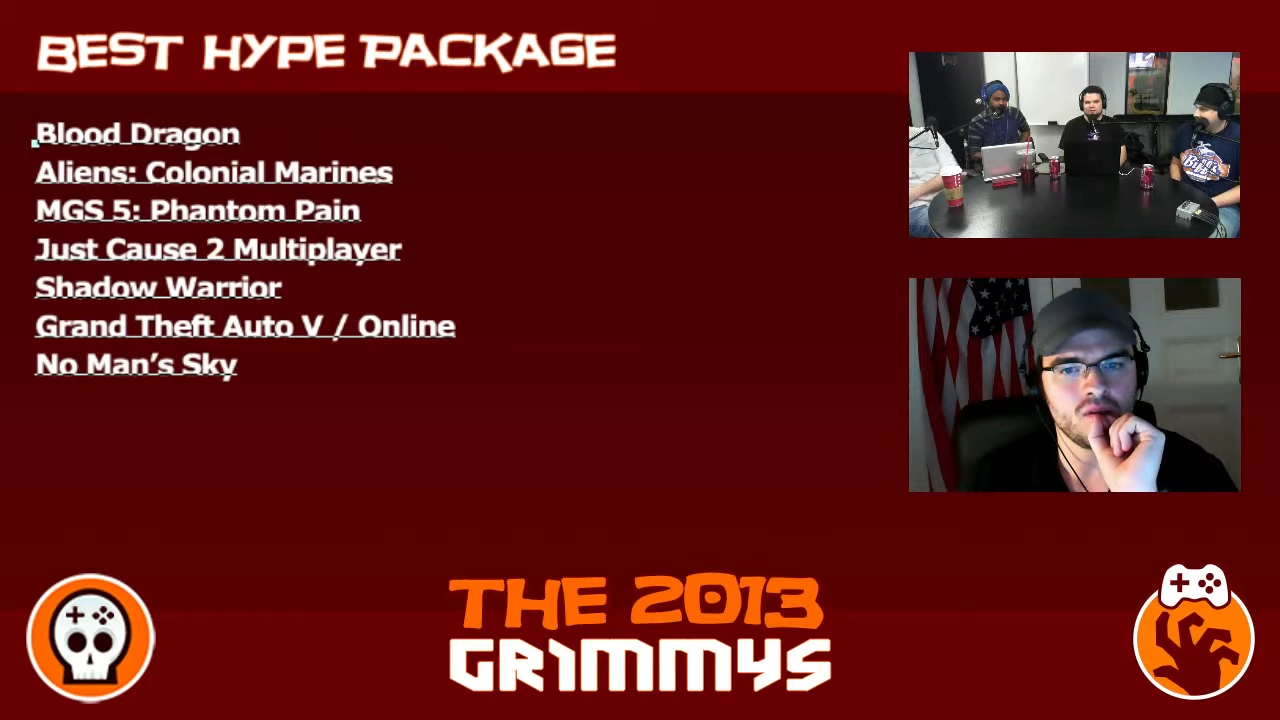 BEST HYPE PACKAGE
Blood Dragon
Aliens: Colonial Marines
MGS 5: Phantom Pain
Just Cause 2 Multiplayer
Shadow Warrior
Grand Theft Auto V / Online
No Man’s Sky
THE 2013
GR1MM4S